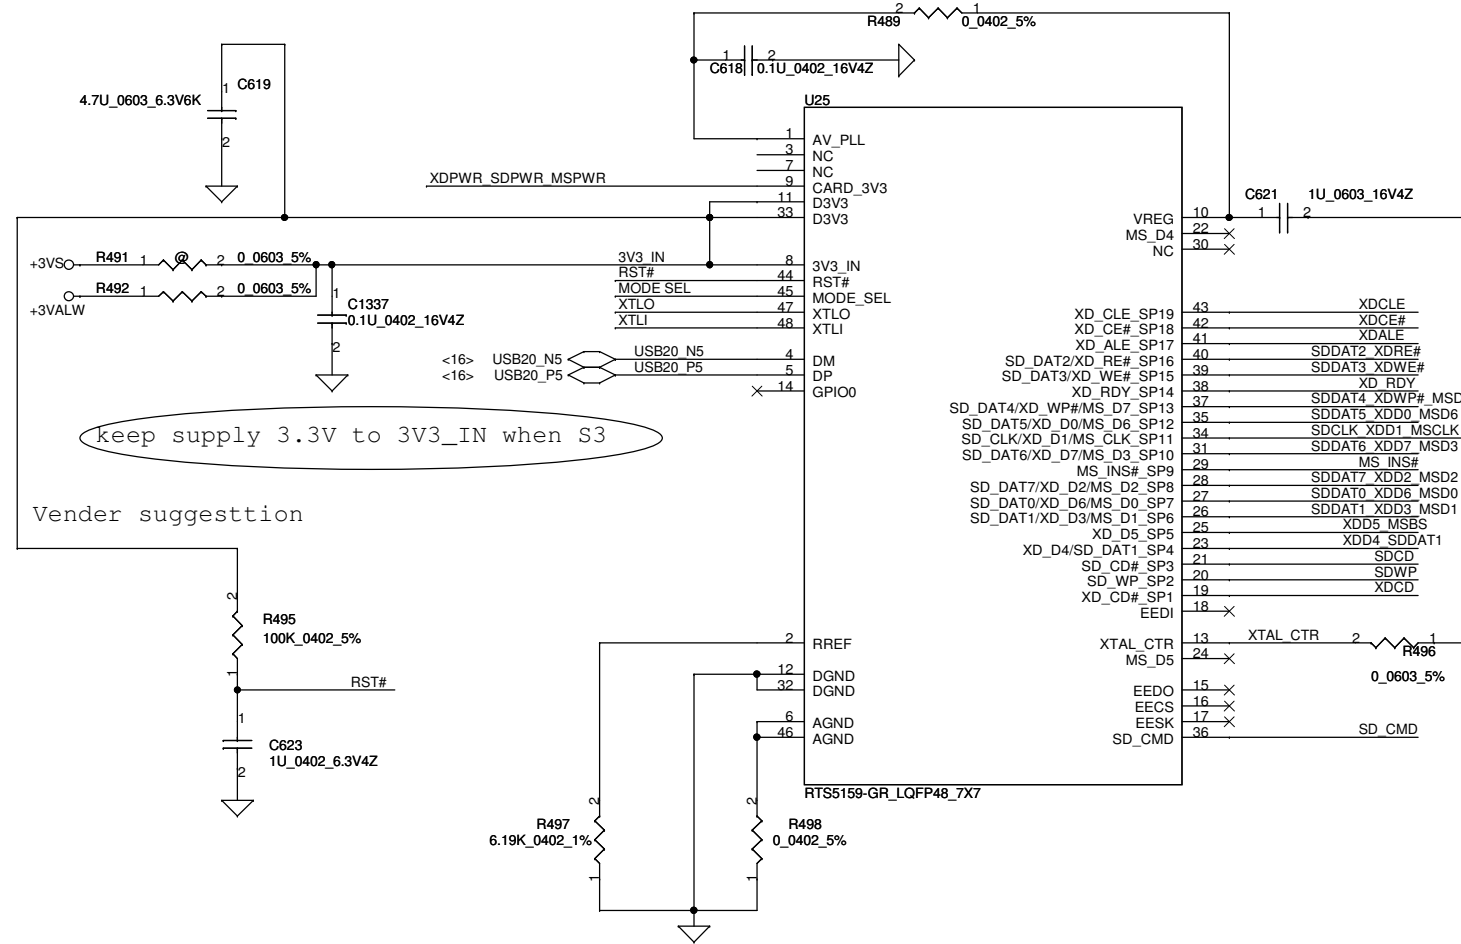 2 1
R489 0_0402_5%
1 2
C618 0.1U_0402_16V4Z
1 C619
4.7U_0603_6.3V6K
2
U25
1 AV_PLL
3 NC
7 NC
XDPWR_SDPWR_MSPWR 9 CARD_3V3
11 D3V3
33 D3V3
+3VS R491 1 @ 2 0_0603_5% 3V3_IN 8 3V3_IN
RST# 44 RST#
+3VALW R492 1 2 0_0603_5% MODE SEL 45 MODE_SEL
XTLO 47 XTLO
XTLI 48 XTLI
1 C1337
0.1U_0402_16V4Z
2
<16> USB20_N5 USB20_N5 4 DM
<16> USB20_P5 USB20_P5 5 DP
14 GPIO0
keep supply 3.3V to 3V3_IN when S3
Vender suggesttion
2
R495
100K_0402_5%
1
RST#
1
C623
1U_0402_6.3V4Z
2
2 RREF
12 DGND
32 DGND
6 AGND
46 AGND
2 R497
6.19K_0402_1%
1
2 R498
0_0402_5%
1
RTS5159-GR_LQFP48_7X7
C621 1U_0603_16V4Z
VREG 10 1 2
MS_D4 22
NC 30
XD_CLE_SP19 43 XDCLE
XD_CE#_SP18 42 XDCE#
XD_ALE_SP17 41 XDALE
SD_DAT2/XD_RE#_SP16 40 SDDAT2_XDRE#
SD_DAT3/XD_WE#_SP15 39 SDDAT3_XDWE#
XD_RDY_SP14 38 XD_RDY
SD_DAT4/XD_WP#/MS_D7_SP13 37 SDDAT4_XDWP#_MSD
SD_DAT5/XD_D0/MS_D6_SP12 35 SDDAT5_XDD0_MSD6
SD_CLK/XD_D1/MS_CLK_SP11 34 SDCLK_XDD1_MSCLK
SD_DAT6/XD_D7/MS_D3_SP10 31 SDDAT6_XDD7_MSD3
MS_INS#_SP9 29 MS_INS#
SD_DAT7/XD_D2/MS_D2_SP8 28 SDDAT7_XDD2_MSD2
SD_DAT0/XD_D6/MS_D0_SP7 27 SDDAT0_XDD6_MSD0
SD_DAT1/XD_D3/MS_D1_SP6 26 SDDAT1_XDD3_MSD1
XD_D5_SP5 25 XDD5_MSBS
XD_D4/SD_DAT1_SP4 23 XDD4_SDDAT1
SD_CD#_SP3 21 SDCD
SD_WP_SP2 20 SDWP
XD_CD#_SP1 19 XDCD
EEDI 18
XTAL_CTR 13 XTAL_CTR 2 1
R496
0_0603_5%
MS_D5 24
EEDO 15
EECS 16
EESK 17
SD_CMD 36 SD_CMD